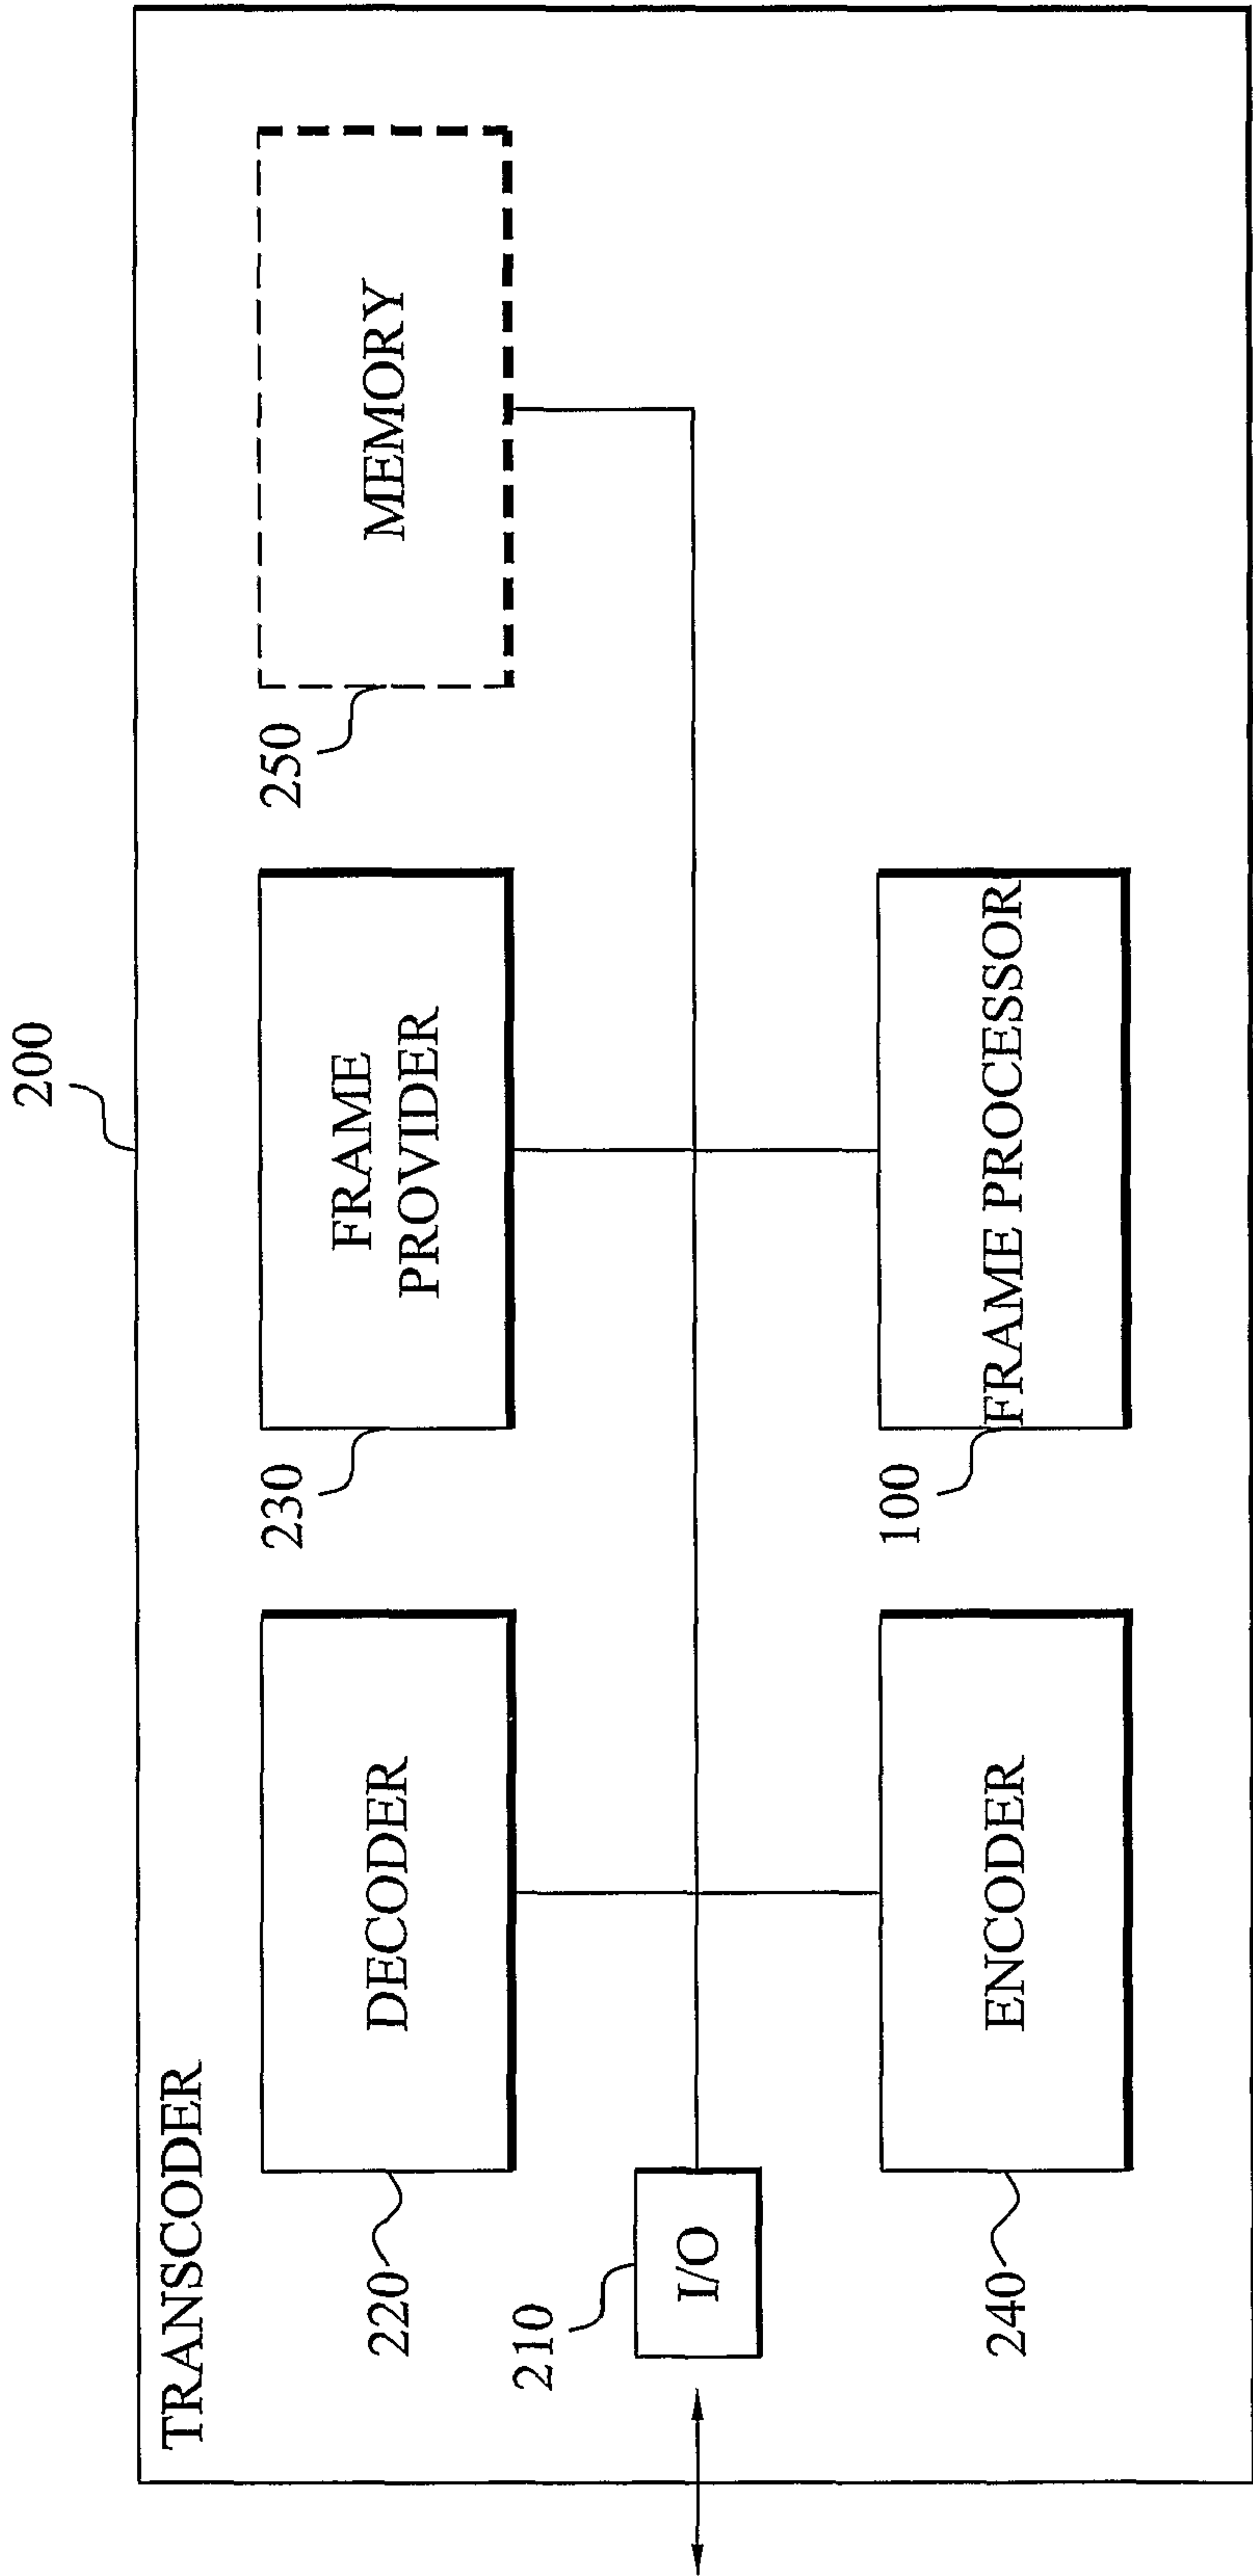 200
TRANSCODER
220
DECODER
230
FRAME
PROVIDER
250
MEMORY
210
I/O
240
ENCODER
100
FRAME PROCESSOR